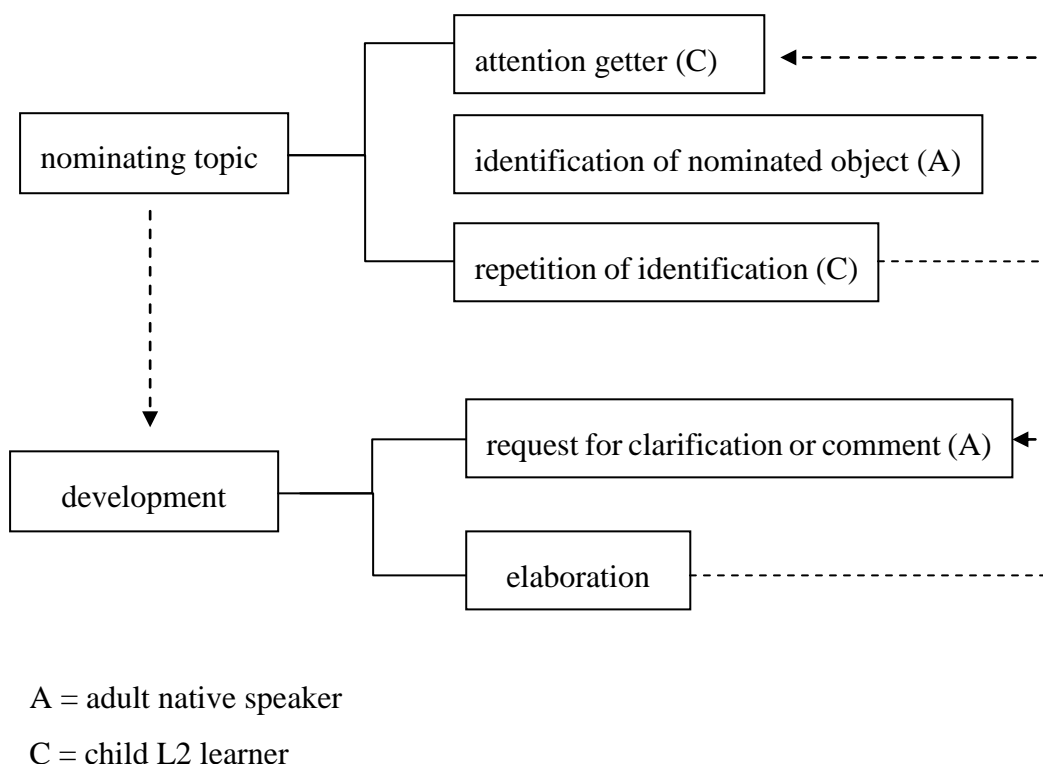 attention getter (C)
nominating topic
identification of nominated object (A)
repetition of identification (C)
request for clarification or comment (A)
development
elaboration
A = adult native speaker
C = child L2 learner